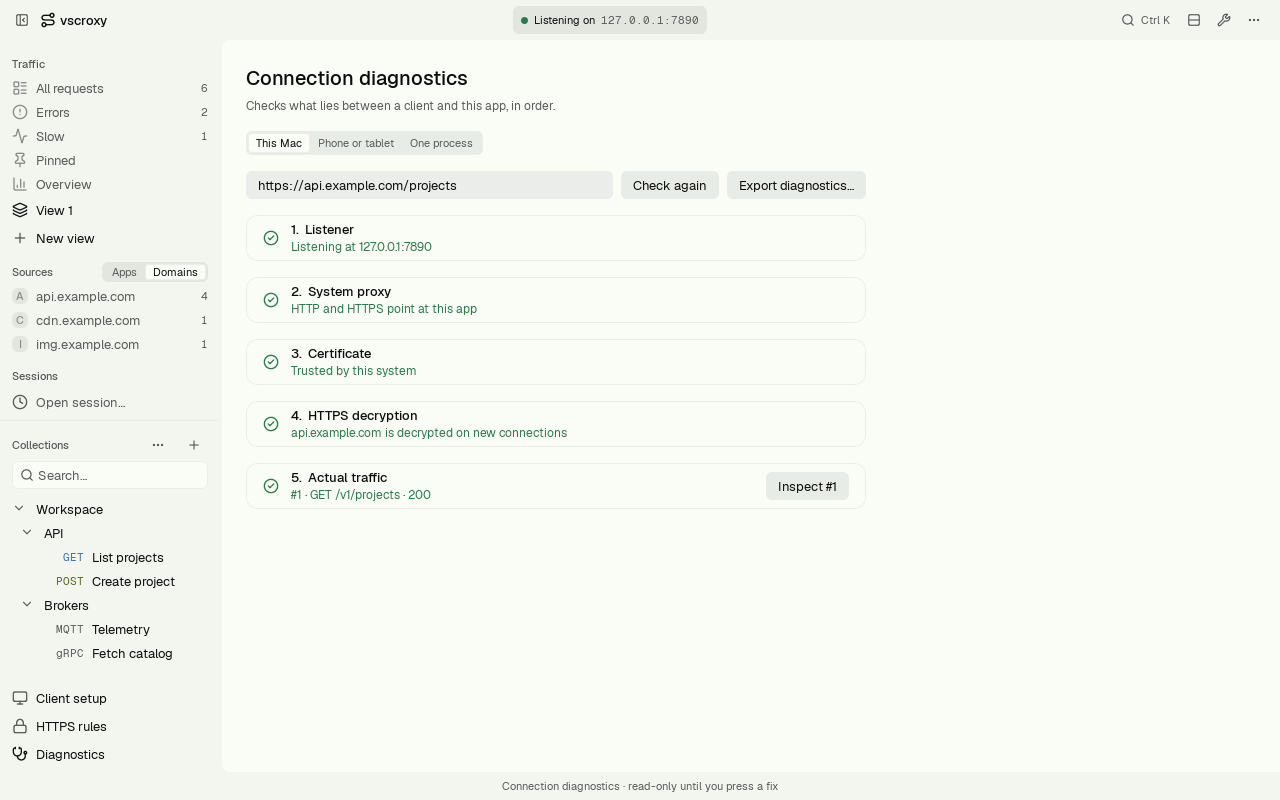 vscroxy
Listening on 127.0.0.1:7890
Ctrl K
Traffic
All requests 6
Errors 2
Slow 1
Pinned
Overview
View 1
New view
Sources Apps Domains
A api.example.com 4
C cdn.example.com 1
I img.example.com 1
Sessions
Open session...
Collections
Search...
Workspace
API
GET List projects
POST Create project
Brokers
MQTT Telemetry
gRPC Fetch catalog
Client setup
HTTPS rules
Diagnostics
Connection diagnostics
Checks what lies between a client and this app, in order.
This Mac Phone or tablet One process
https://api.example.com/projects Check again Export diagnostics...
1. Listener
Listening at 127.0.0.1:7890
2. System proxy
HTTP and HTTPS point at this app
3. Certificate
Trusted by this system
4. HTTPS decryption
api.example.com is decrypted on new connections
5. Actual traffic
#1 · GET /v1/projects · 200
Inspect #1
Connection diagnostics · read-only until you press a fix